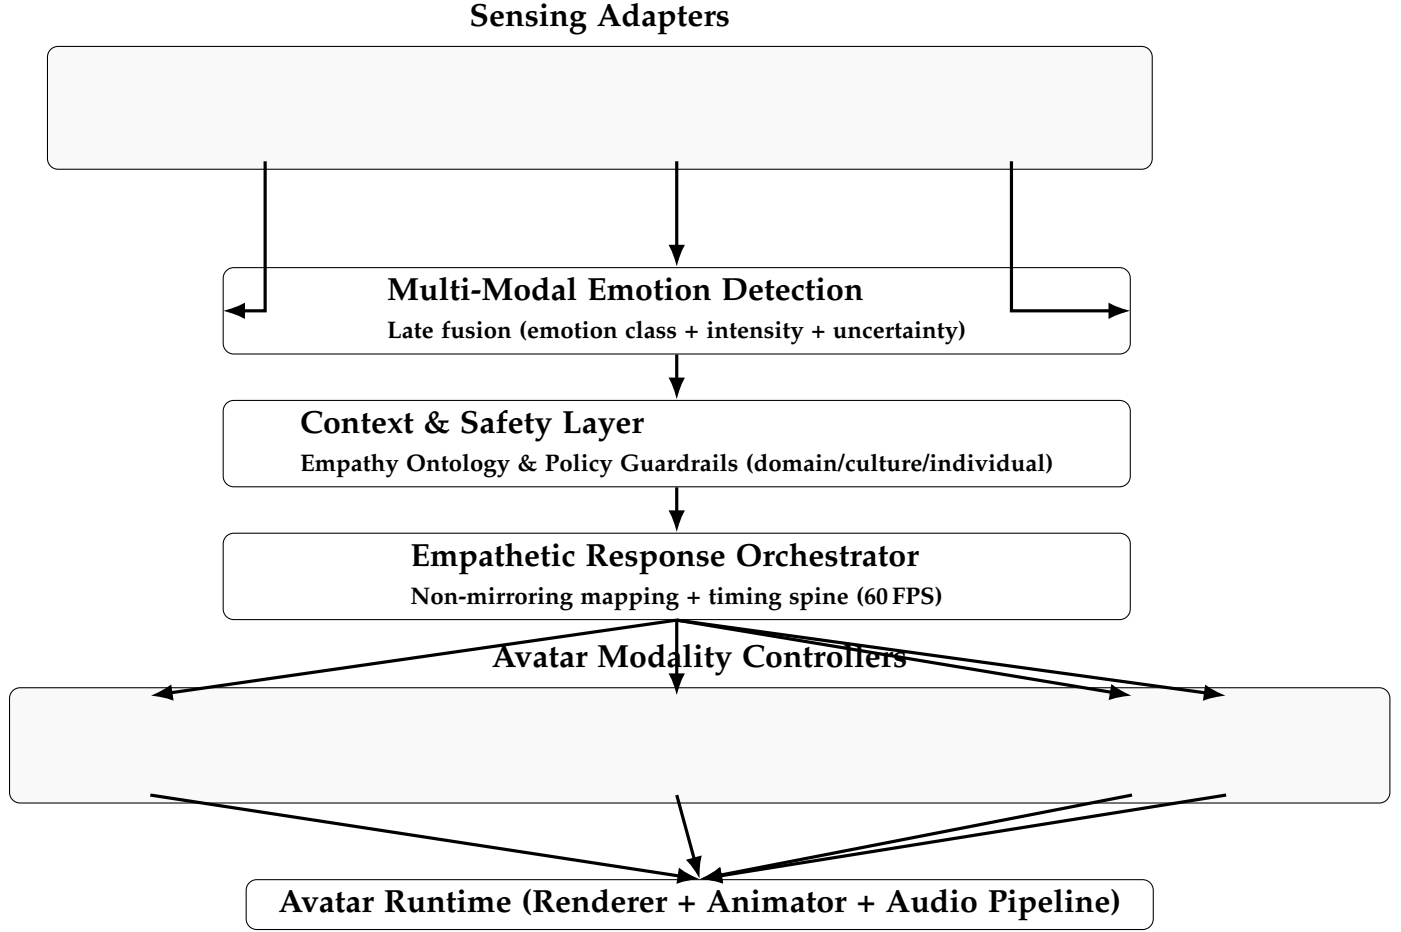 Sensing Adapters
Multi-Modal Emotion Detection
Late fusion (emotion class + intensity + uncertainty)
Context & Safety Layer
Empathy Ontology & Policy Guardrails (domain/culture/individual)
Empathetic Response Orchestrator
Non-mirroring mapping + timing spine (60 FPS)
Avatar Modality Controllers
Avatar Runtime (Renderer + Animator + Audio Pipeline)